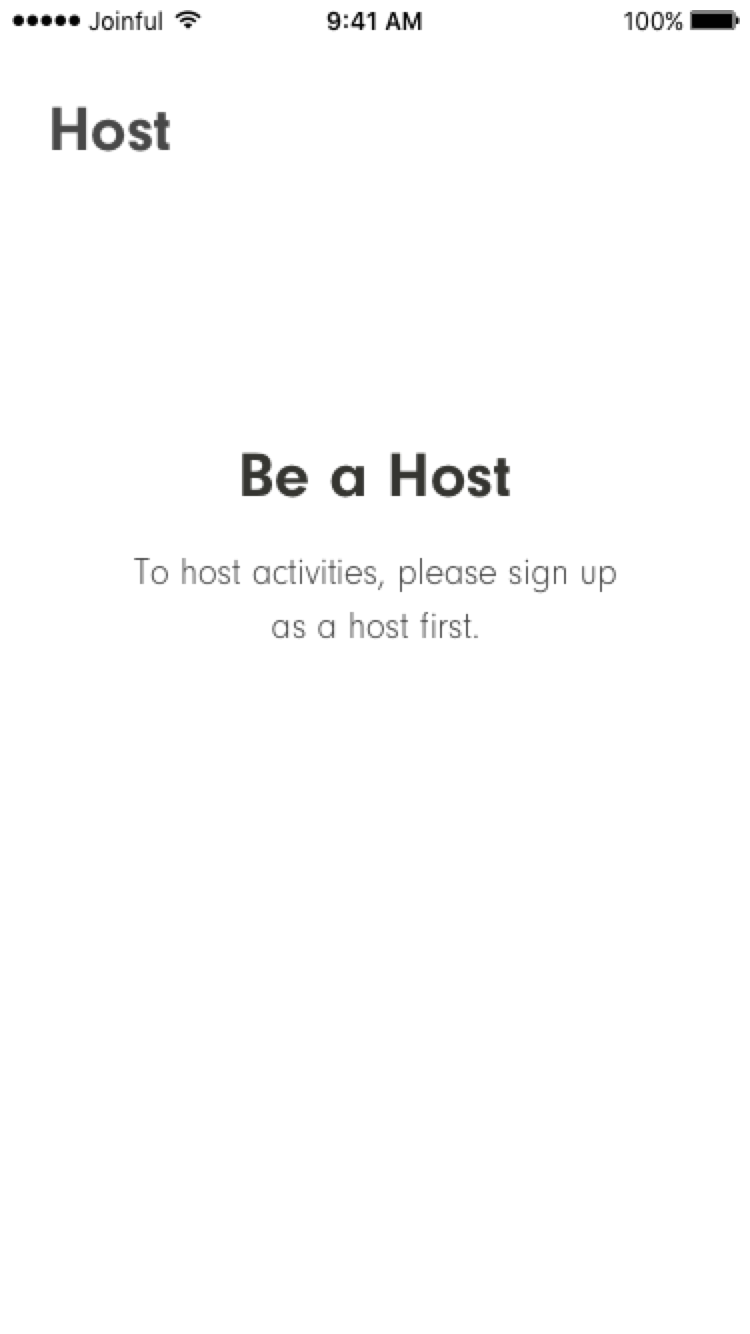 Joinful 9:41 AM 100%
Host
Be a Host
To host activities, please sign up
as a host first.